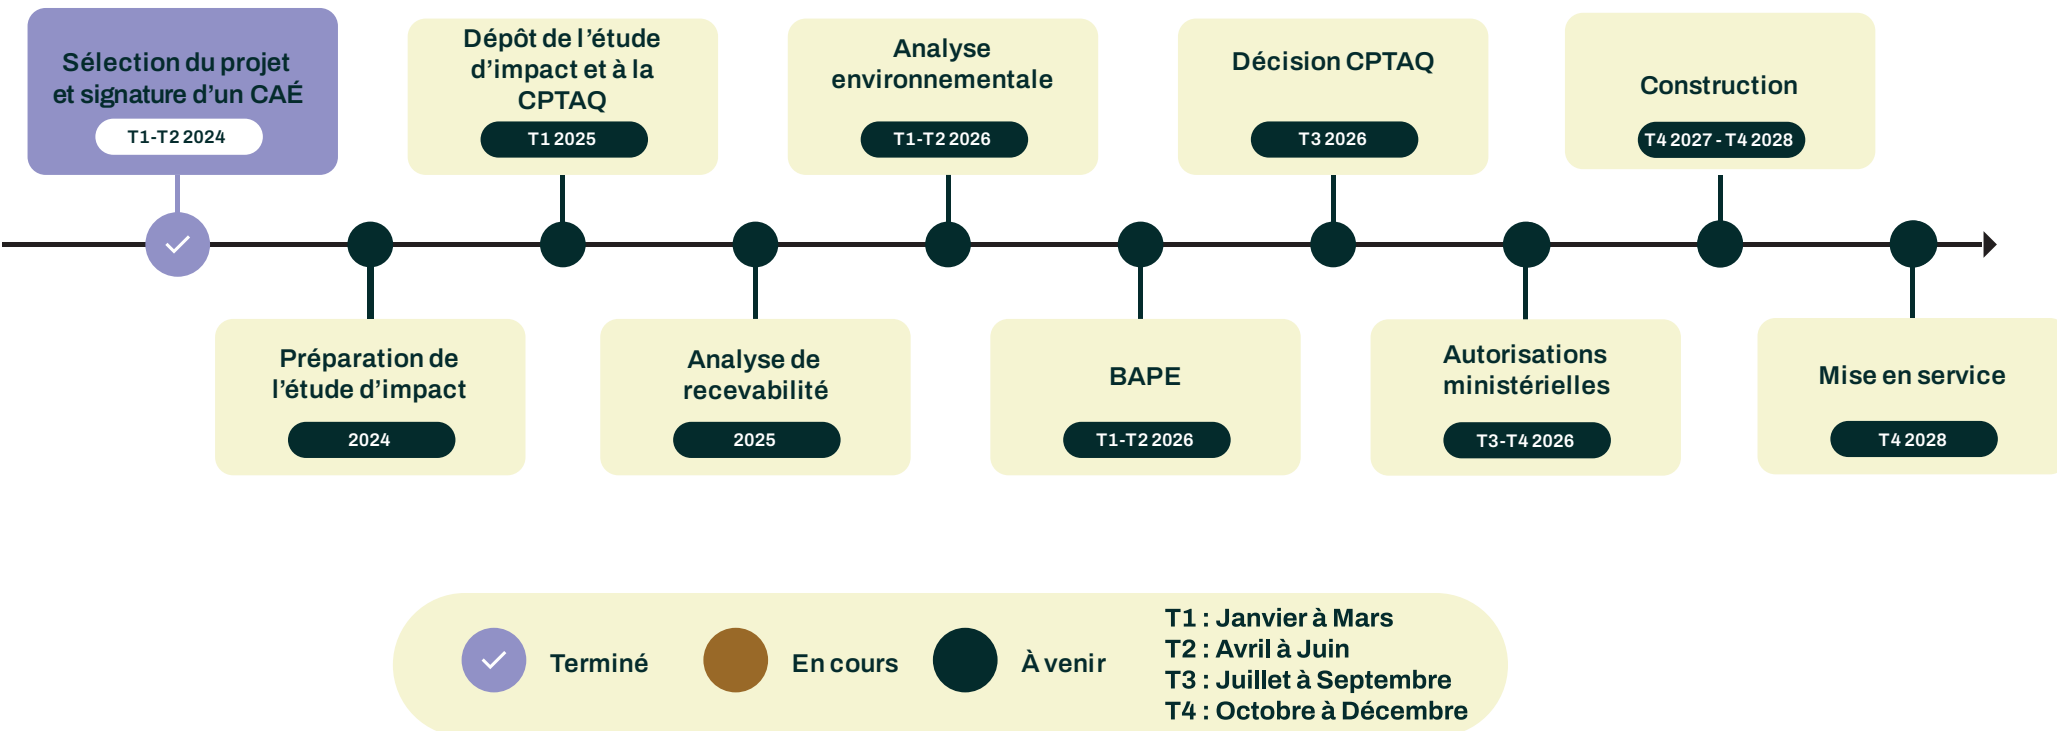 Sélection du projet
et signature d'un CAÉ
T1-T2 2024
Dépôt de l'étude
d'impact et à la
CPTAQ
T1 2025
Analyse
environnementale
T1-T2 2026
Décision CPTAQ
T3 2026
Construction
T4 2027 - T4 2028
Préparation de
l'étude d'impact
2024
Analyse de
recevabilité
2025
BAPE
T1-T2 2026
Autorisations
ministérielles
T3-T4 2026
Mise en service
T4 2028
Terminé
En cours
À venir
T1 : Janvier à Mars
T2 : Avril à Juin
T3 : Juillet à Septembre
T4 : Octobre à Décembre